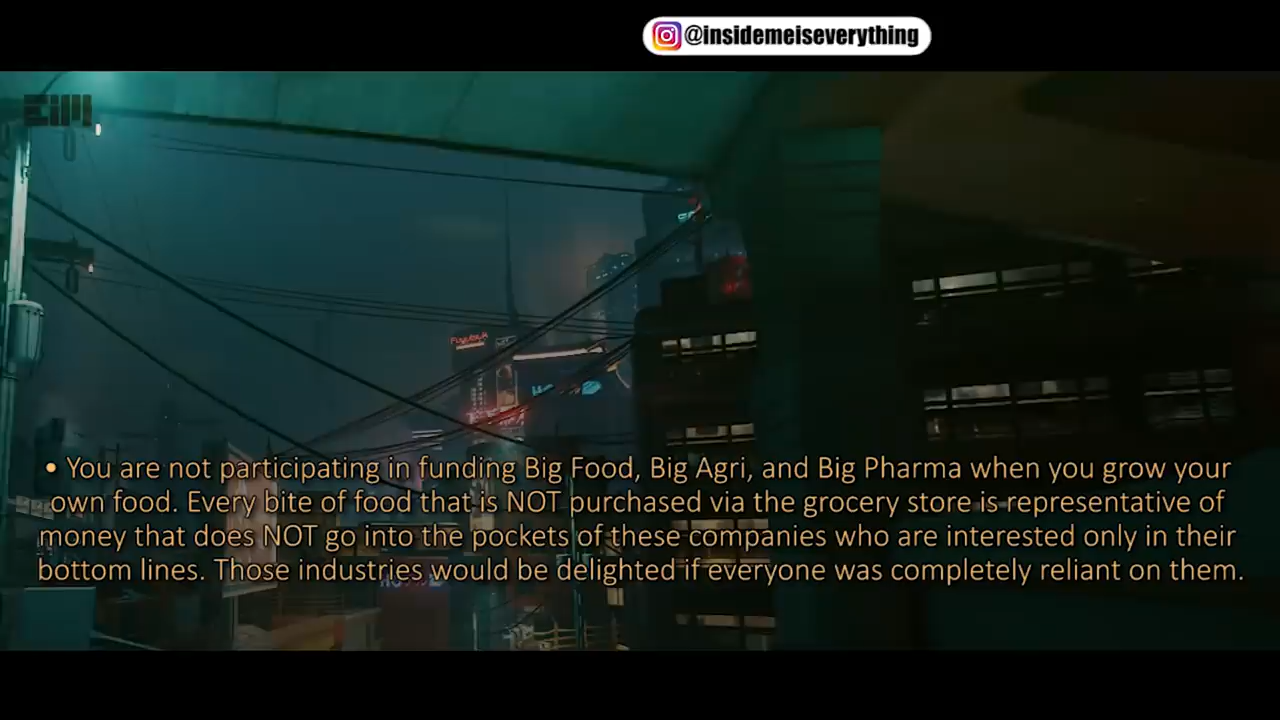 @insidemeiseverything
• You are not participating in funding Big Food, Big Agri, and Big Pharma when you grow your
own food. Every bite of food that is NOT purchased via the grocery store is representative of
money that does NOT go into the pockets of these companies who are interested only in their
bottom lines. Those industries would be delighted if everyone was completely reliant on them.